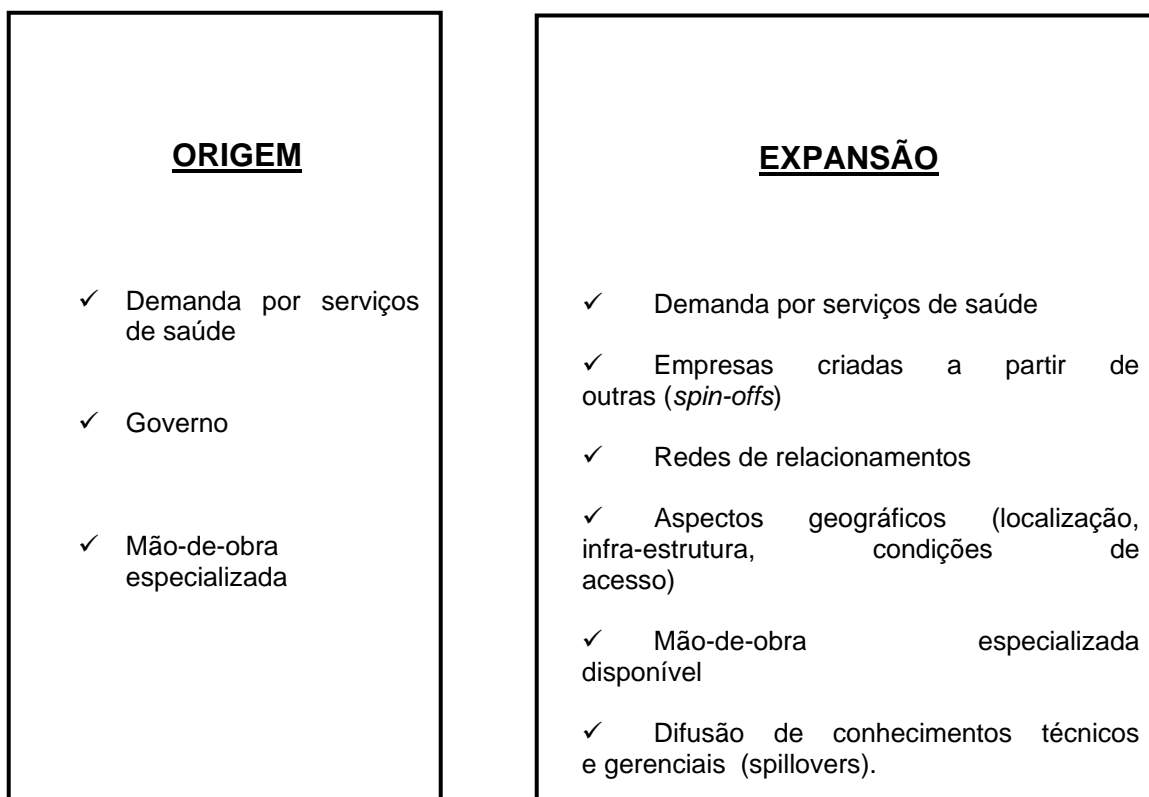 ORIGEM
✓ Demanda por serviços
de saúde
✓ Governo
✓ Mão-de-obra
especializada
EXPANSÃO
✓ Demanda por serviços de saúde
✓ Empresas criadas a partir de
outras (spin-offs)
✓ Redes de relacionamentos
✓ Aspectos geográficos (localização,
infra-estrutura, condições de
acesso)
✓ Mão-de-obra especializada
disponível
✓ Difusão de conhecimentos técnicos
e gerenciais (spillovers).